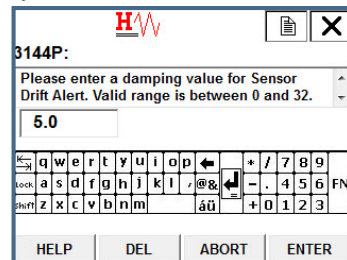 H
3144P:
Please enter a damping value for Sensor
Drift Alert. Valid range is between 0 and 32.
5.0
q w e r t y u i o p * / 7 8 9
Lock a s d f g h j k l , @& - . 4 5 6 FN
Shift z x c v b n m áü + 0 1 2 3
HELP DEL ABORT ENTER